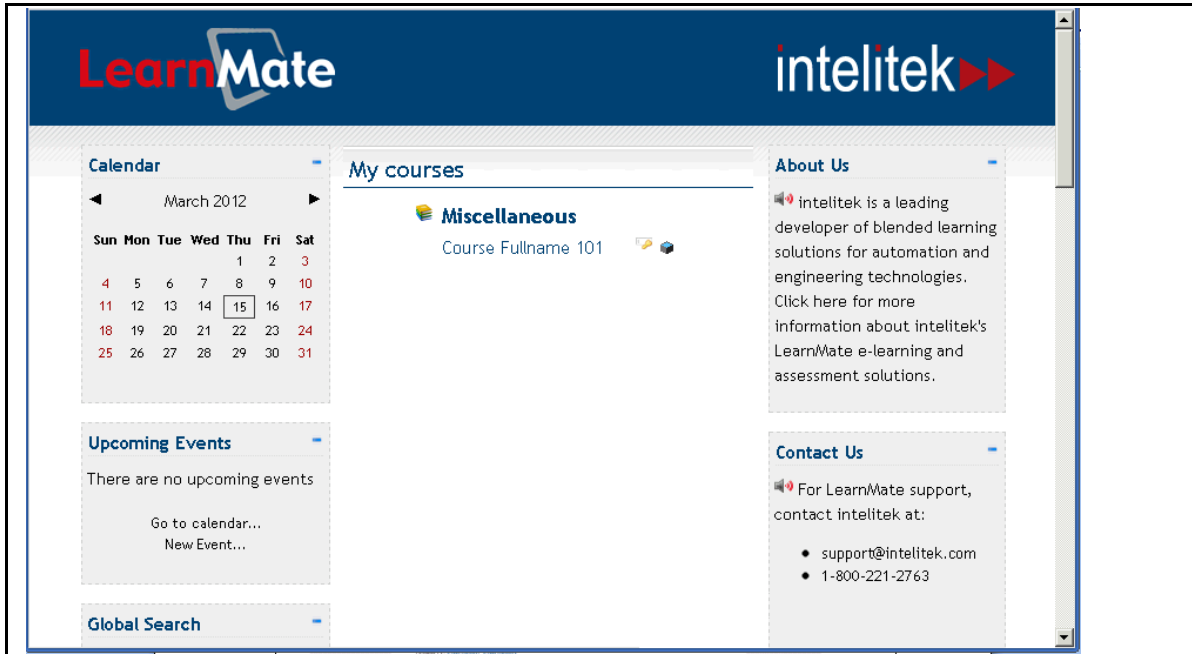 LearnMate
intelitek
Calendar
March 2012
Sun Mon Tue Wed Thu Fri Sat
1 2 3
4 5 6 7 8 9 10
11 12 13 14 15 16 17
18 19 20 21 22 23 24
25 26 27 28 29 30 31
Upcoming Events
There are no upcoming events
Go to calendar...
New Event...
Global Search
My courses
Miscellaneous
Course Fullname 101
About Us
intelitek is a leading
developer of blended learning
solutions for automation and
engineering technologies.
Click here for more
information about intelitek's
LearnMate e-learning and
assessment solutions.
Contact Us
For LearnMate support,
contact intelitek at:
support@intelitek.com
1-800-221-2763